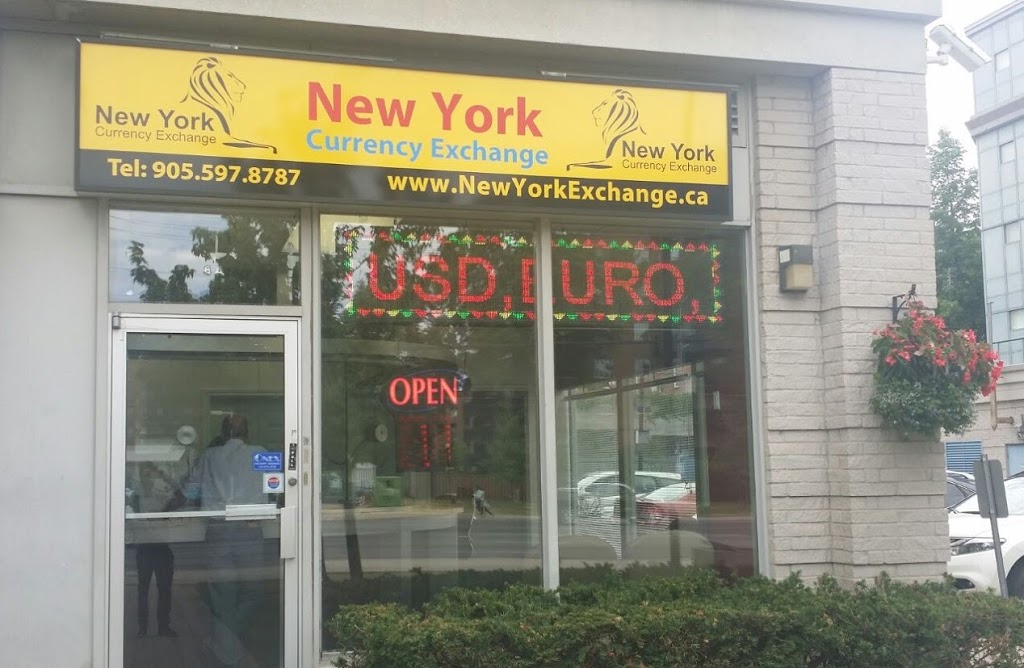 New York
Currency Exchange
New York
Currency Exchange
New York
Currency Exchange
Tel: 905.597.8787
www.NewYorkExchange.ca
USD, EURO,
OPEN